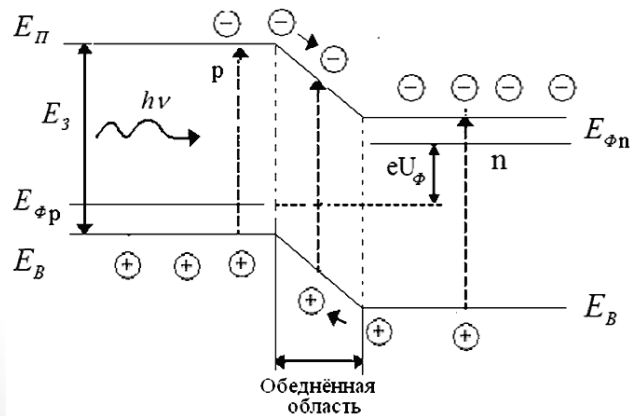 E_П
p
E_З
hν
E_Фn
n
eU_Ф
E_Фp
E_В
E_В
Обеднённая
область